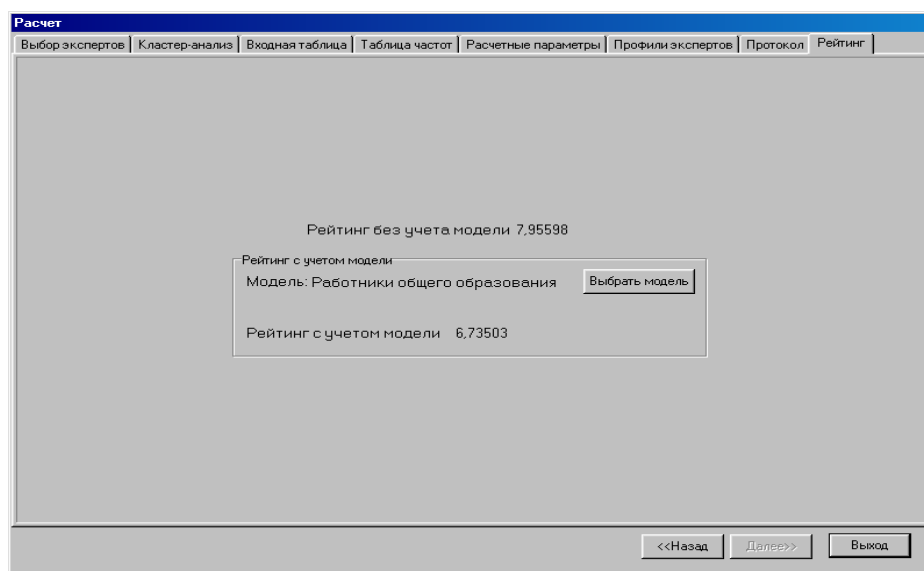 Расчет
Выбор экспертов Кластер-анализ Входная таблица Таблица частот Расчетные параметры Профили экспертов Протокол Рейтинг
Рейтинг без учета модели 7,95598
Рейтинг с учетом модели
Модель: Работники общего образования Выбрать модель
Рейтинг с учетом модели 6,73503
<<Назад Далее>> Выход